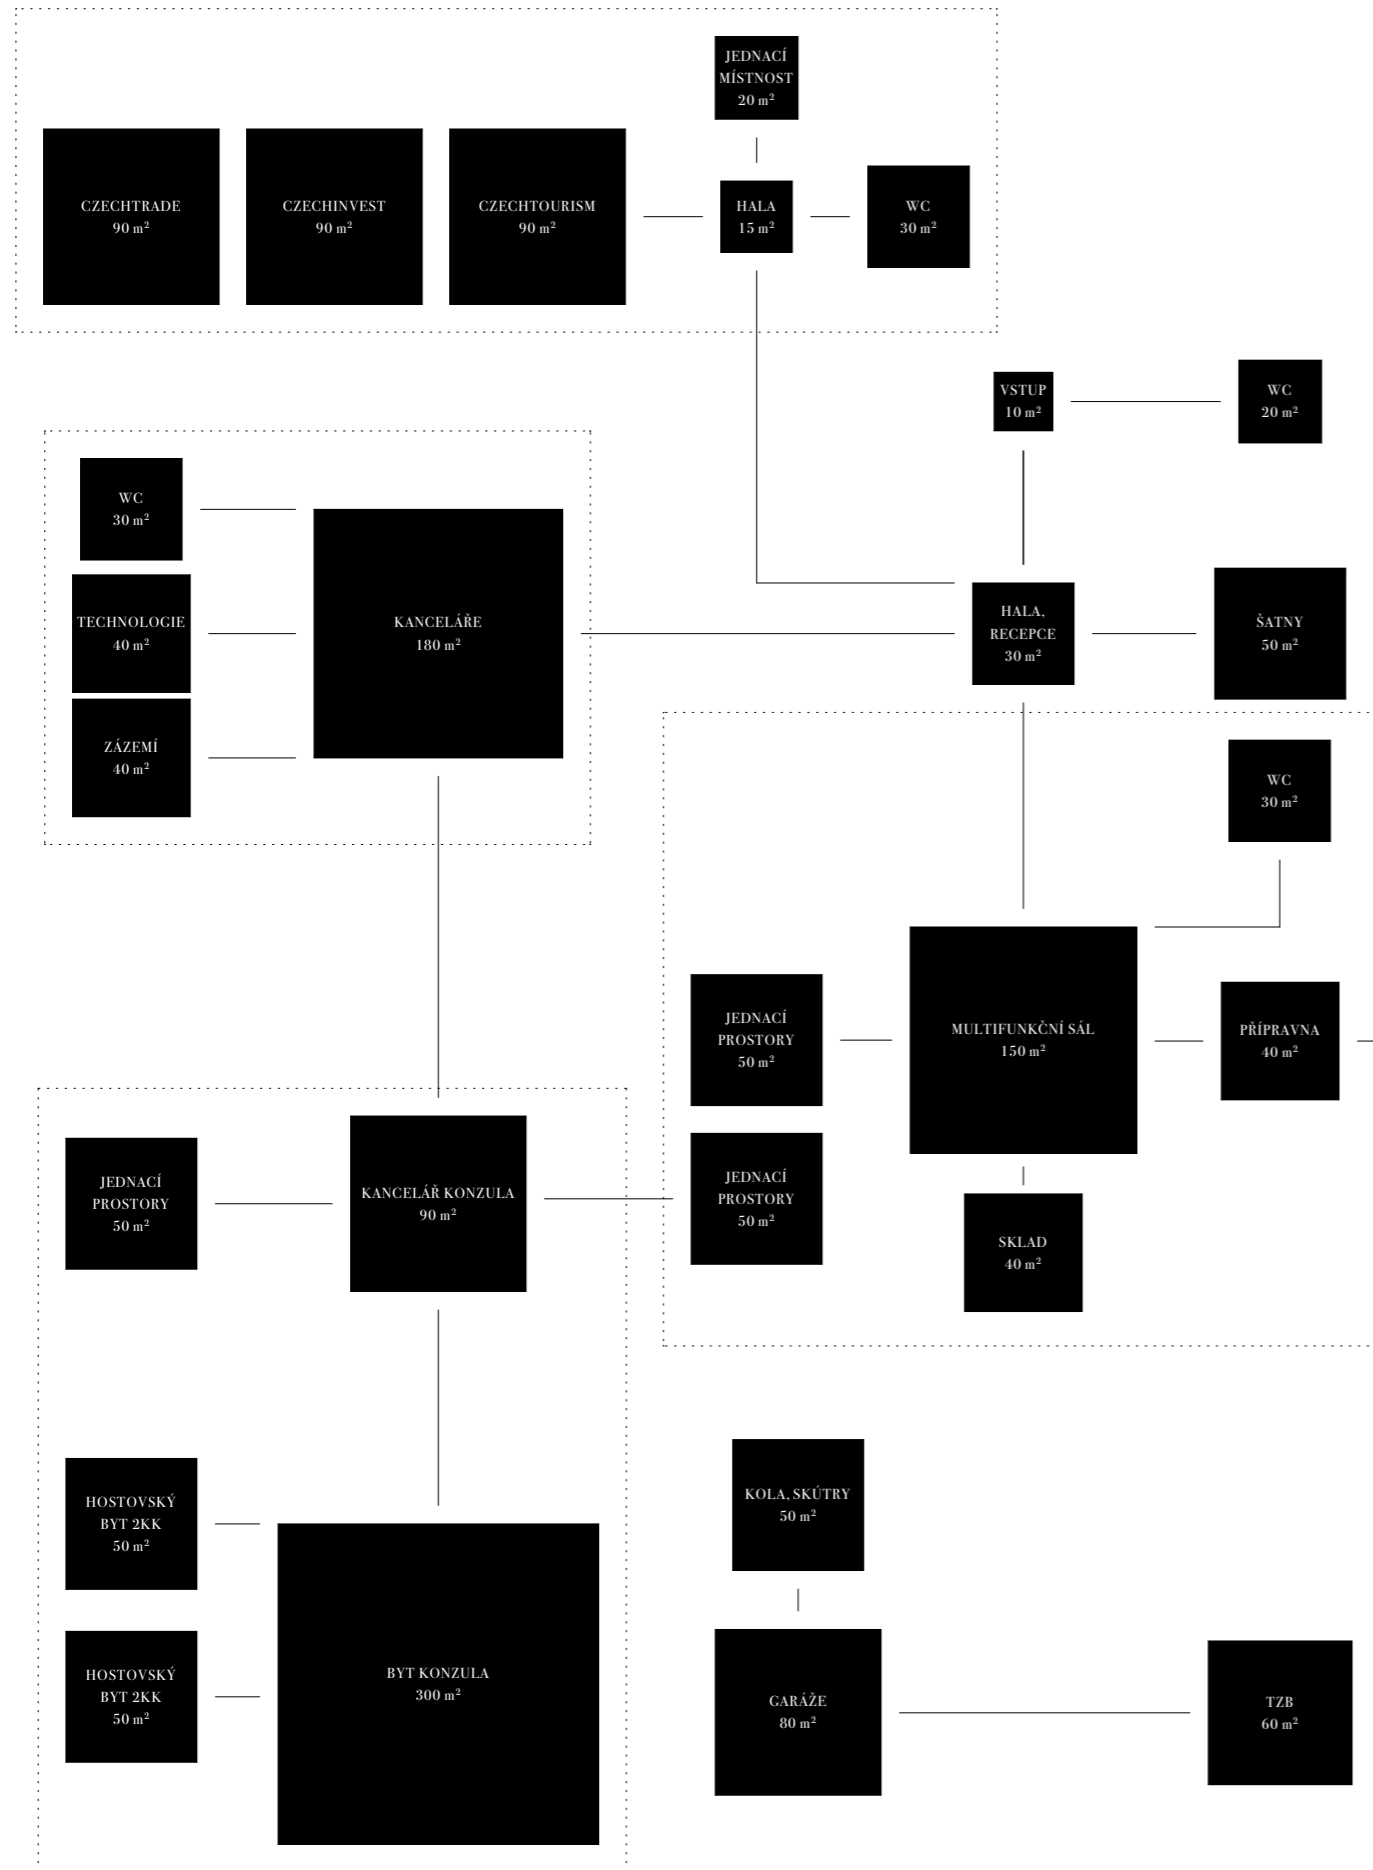 JEDNACÍ
MÍSTNOST
20 m²
CZECHTRADE
90 m²
CZECHINVEST
90 m²
CZECHTOURISM
90 m²
HALA
15 m²
WC
30 m²
VSTUP
10 m²
WC
20 m²
WC
30 m²
TECHNOLOGIE
40 m²
ZÁZEMÍ
40 m²
KANCELÁŘE
180 m²
HALA,
RECEPCE
30 m²
ŠATNY
50 m²
WC
30 m²
JEDNACÍ
PROSTORY
50 m²
MULTIFUNKČNÍ SÁL
150 m²
PŘÍPRAVNA
40 m²
JEDNACÍ
PROSTORY
50 m²
KANCELÁŘ KONZULA
90 m²
JEDNACÍ
PROSTORY
50 m²
SKLAD
40 m²
HOSTOVSKÝ
BYT 2KK
50 m²
KOLA, SKÚTRY
50 m²
HOSTOVSKÝ
BYT 2KK
50 m²
BYT KONZULA
300 m²
GARÁŽE
80 m²
TZB
60 m²